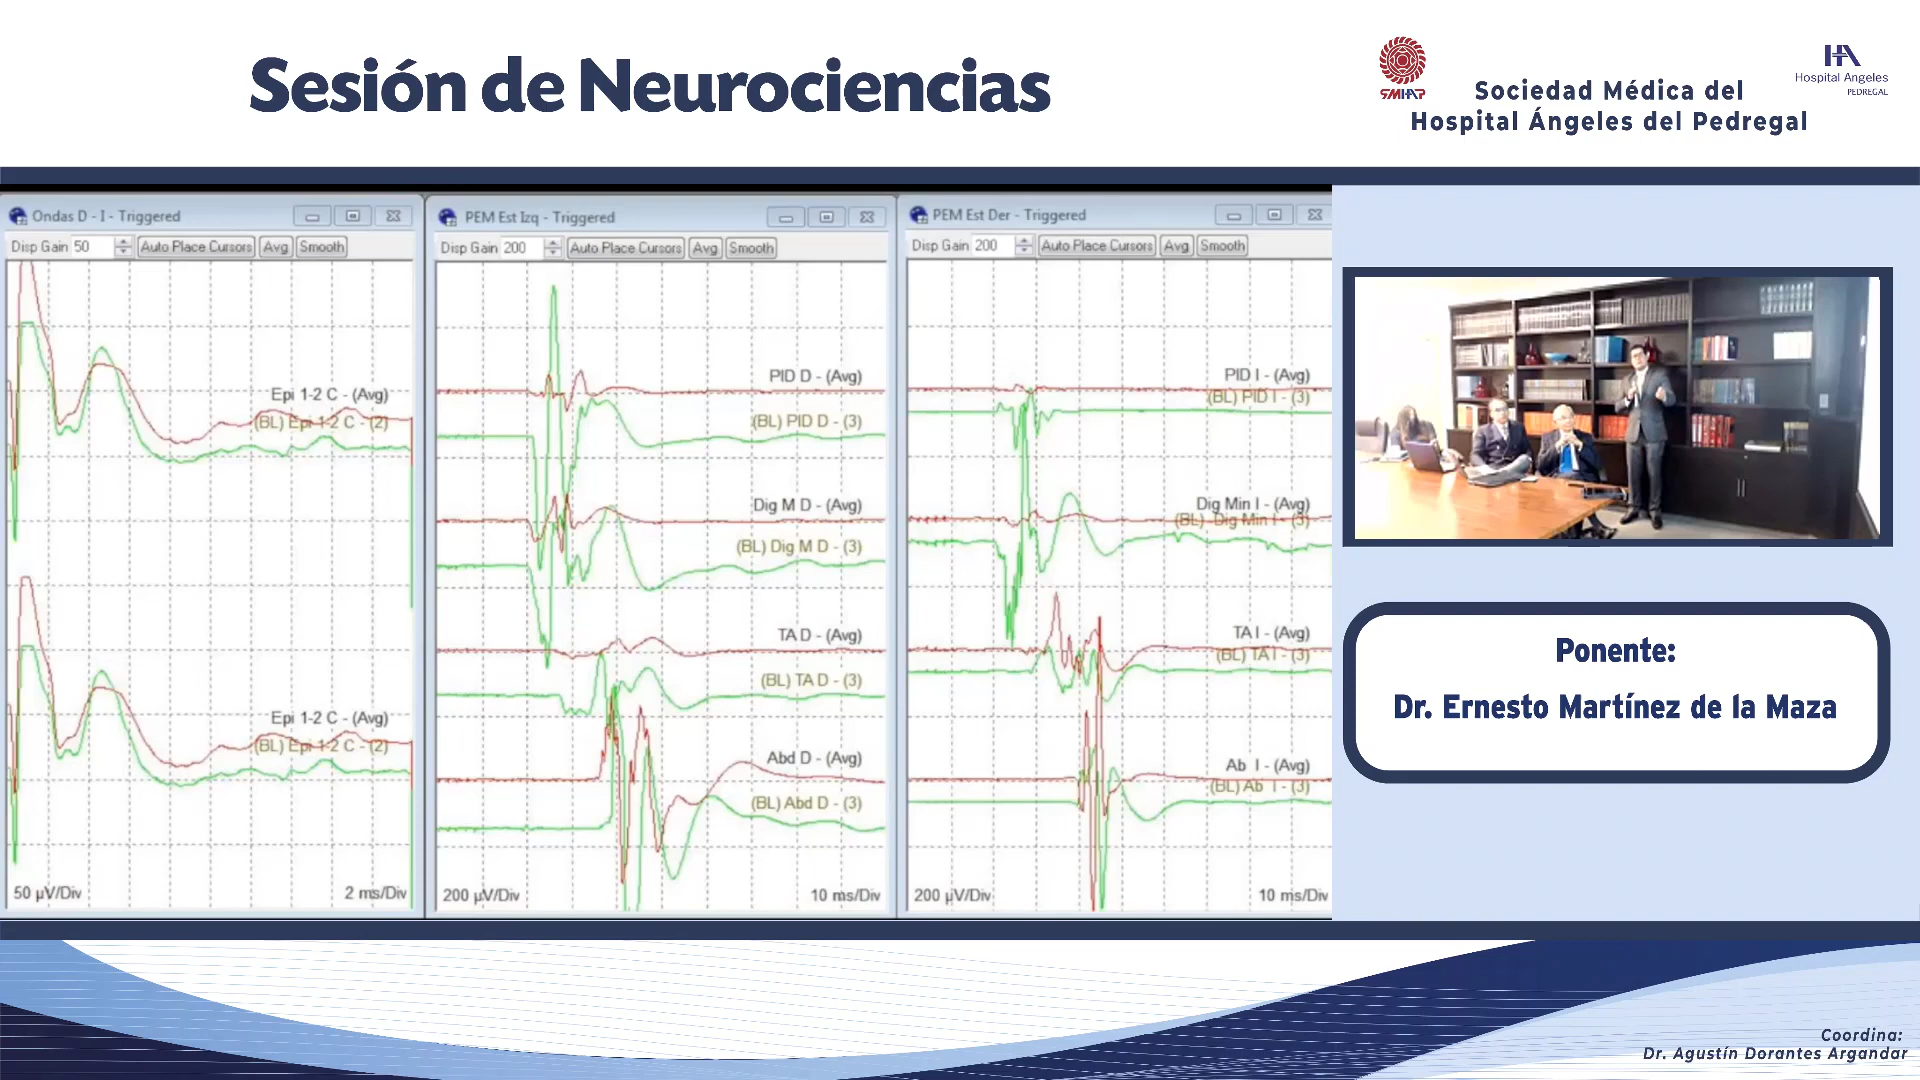 Sesión de Neurociencias
SMHAP
Sociedad Médica del
Hospital Ángeles del Pedregal
HA
Hospital Angeles
PEDREGAL
Ondas D - I - Triggered
Disp Gain 50 Auto Place Cursors Avg Smooth
Epi 1-2 C - (Avg)
(BL) Epi 1-2 C - (2)
Epi 1-2 C - (Avg)
(BL) Epi 1-2 C - (2)
50 µV/Div 2 ms/Div
PEM Est Izq - Triggered
Disp Gain 200 Auto Place Cursors Avg Smooth
PID D - (Avg)
(BL) PID D - (3)
Dig M D - (Avg)
(BL) Dig M D - (3)
TA D - (Avg)
(BL) TA D - (3)
Abd D - (Avg)
(BL) Abd D - (3)
200 µV/Div 10 ms/Div
PEM Est Der - Triggered
Disp Gain 200 Auto Place Cursors Avg Smooth
PID I - (Avg)
(BL) PID I - (3)
Dig Min I - (Avg)
(BL) Dig Min I - (3)
TA I - (Avg)
(BL) TA I - (3)
Ab I - (Avg)
(BL) Ab I - (3)
200 µV/Div 10 ms/Div
Ponente:
Dr. Ernesto Martínez de la Maza
Coordina:
Dr. Agustín Dorantes Argandar